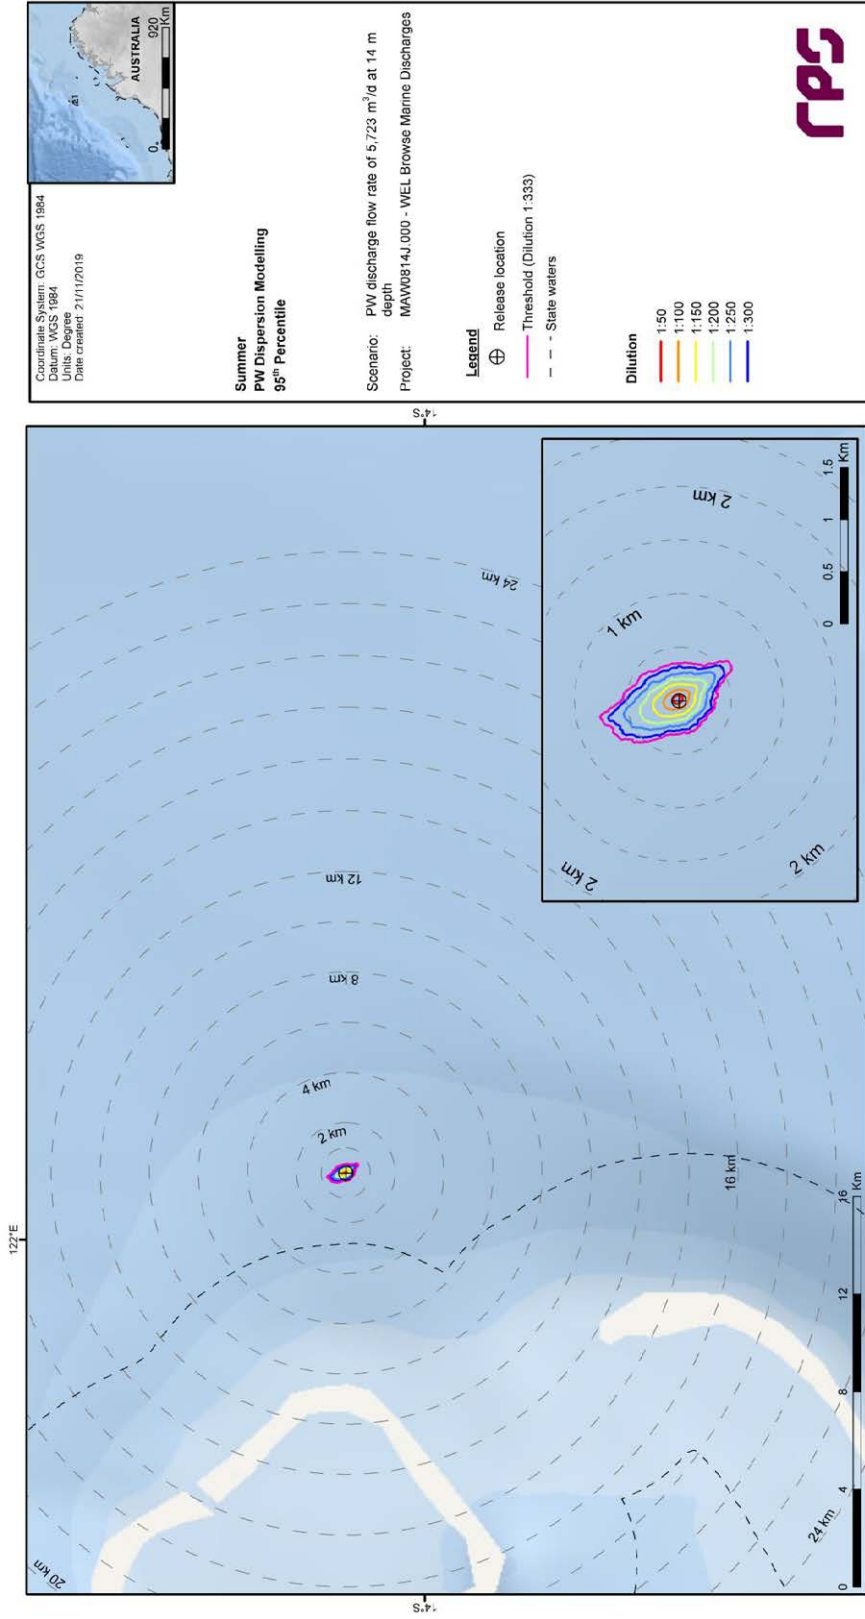 122°E
14°S
14°S
20 km
24 km
16 km
12 km
8 km
4 km
2 km
24 km
0 4 8 12 16
Km
1 km
2 km
2 km
2 km
0 0.5 1 1.5
Km
Coordinate System: GCS WGS 1984
Datum: WGS 1984
Units: Degree
Date created: 21/11/2019
AUSTRALIA
0 920
Km
Summer
PW Dispersion Modelling
95th Percentile
Scenario: PW discharge flow rate of 5,723 m³/d at 14 m
depth
Project: MAW0814J.000 - WEL Browse Marine Discharges
Legend
Release location
Threshold (Dilution 1:333)
State waters
Dilution
1:50
1:100
1:150
1:200
1:250
1:300
rps